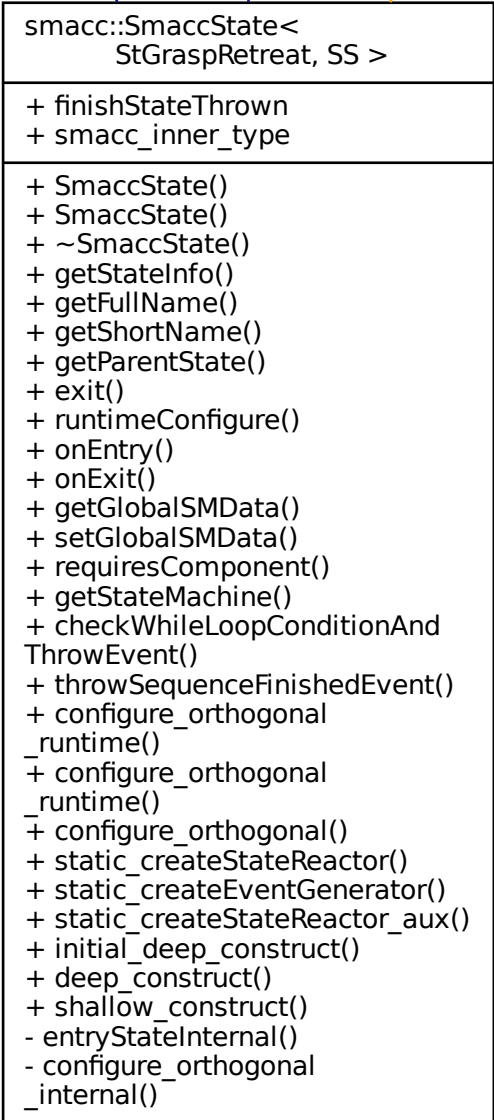 smacc::SmaccState<
StGraspRetreat, SS >
+ finishStateThrown
+ smacc_inner_type
+ SmaccState()
+ SmaccState()
+ ~SmaccState()
+ getStateInfo()
+ getFullName()
+ getShortName()
+ getParentState()
+ exit()
+ runtimeConfigure()
+ onEntry()
+ onExit()
+ getGlobalSMData()
+ setGlobalSMData()
+ requiresComponent()
+ getStateMachine()
+ checkWhileLoopConditionAnd
ThrowEvent()
+ throwSequenceFinishedEvent()
+ configure_orthogonal
_runtime()
+ configure_orthogonal
_runtime()
+ configure_orthogonal()
+ static_createStateReactor()
+ static_createEventGenerator()
+ static_createStateReactor_aux()
+ initial_deep_construct()
+ deep_construct()
+ shallow_construct()
- entryStateInternal()
- configure_orthogonal
_internal()